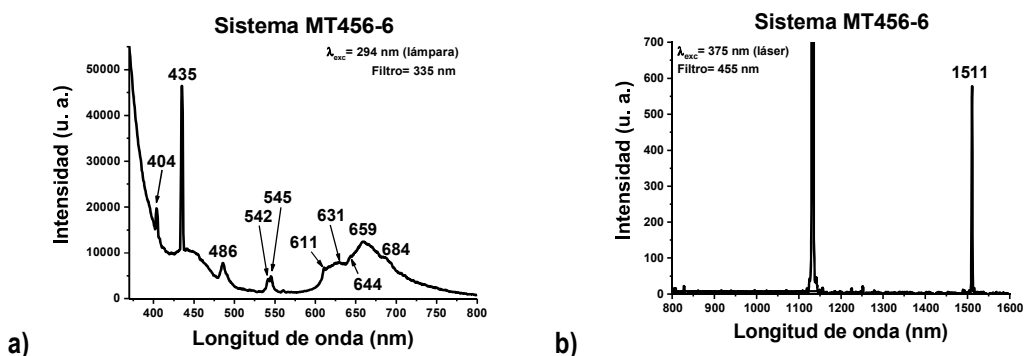 Sistema MT456-6
λexc= 294 nm (lámpara)
Filtro= 335 nm
Intensidad (u. a.)
50000
40000
30000
20000
10000
0
435
404
486
542
545
611
631
659
684
644
400 450 500 550 600 650 700 750 800
Longitud de onda (nm)
a)
Sistema MT456-6
λexc= 375 nm (láser)
Filtro= 455 nm
Intensidad (u. a.)
700
600
500
400
300
200
100
0
1511
800 900 1000 1100 1200 1300 1400 1500 1600
Longitud de onda (nm)
b)